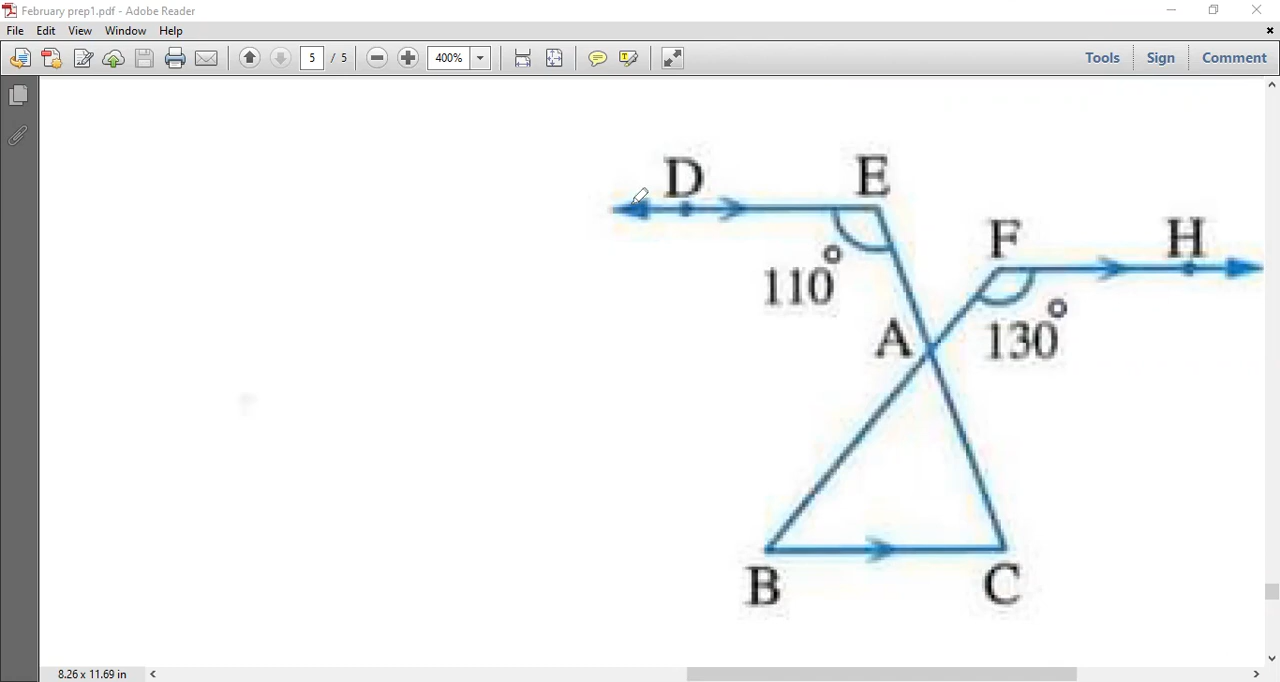 February prep1.pdf - Adobe Reader
File Edit View Window Help
5 / 5 400% Tools Sign Comment
D E
F H
110°
A 130°
B C
8.26 x 11.69 in